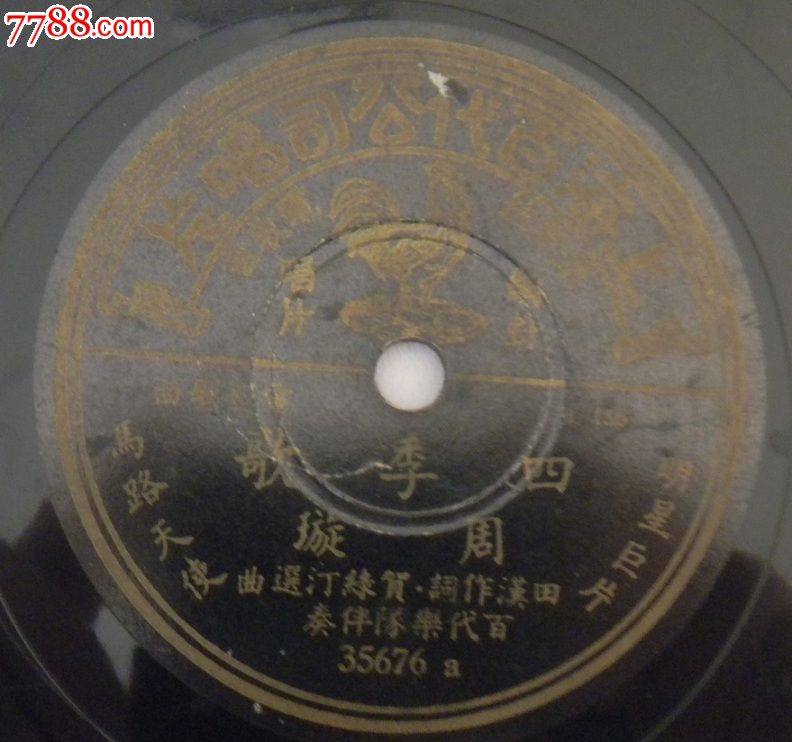 7788.com
上海百代公司唱片
四季歌
周璇
明星巨片
馬路天使
田漢作詞·賀綠汀選曲
百代樂隊伴奏
35676 a